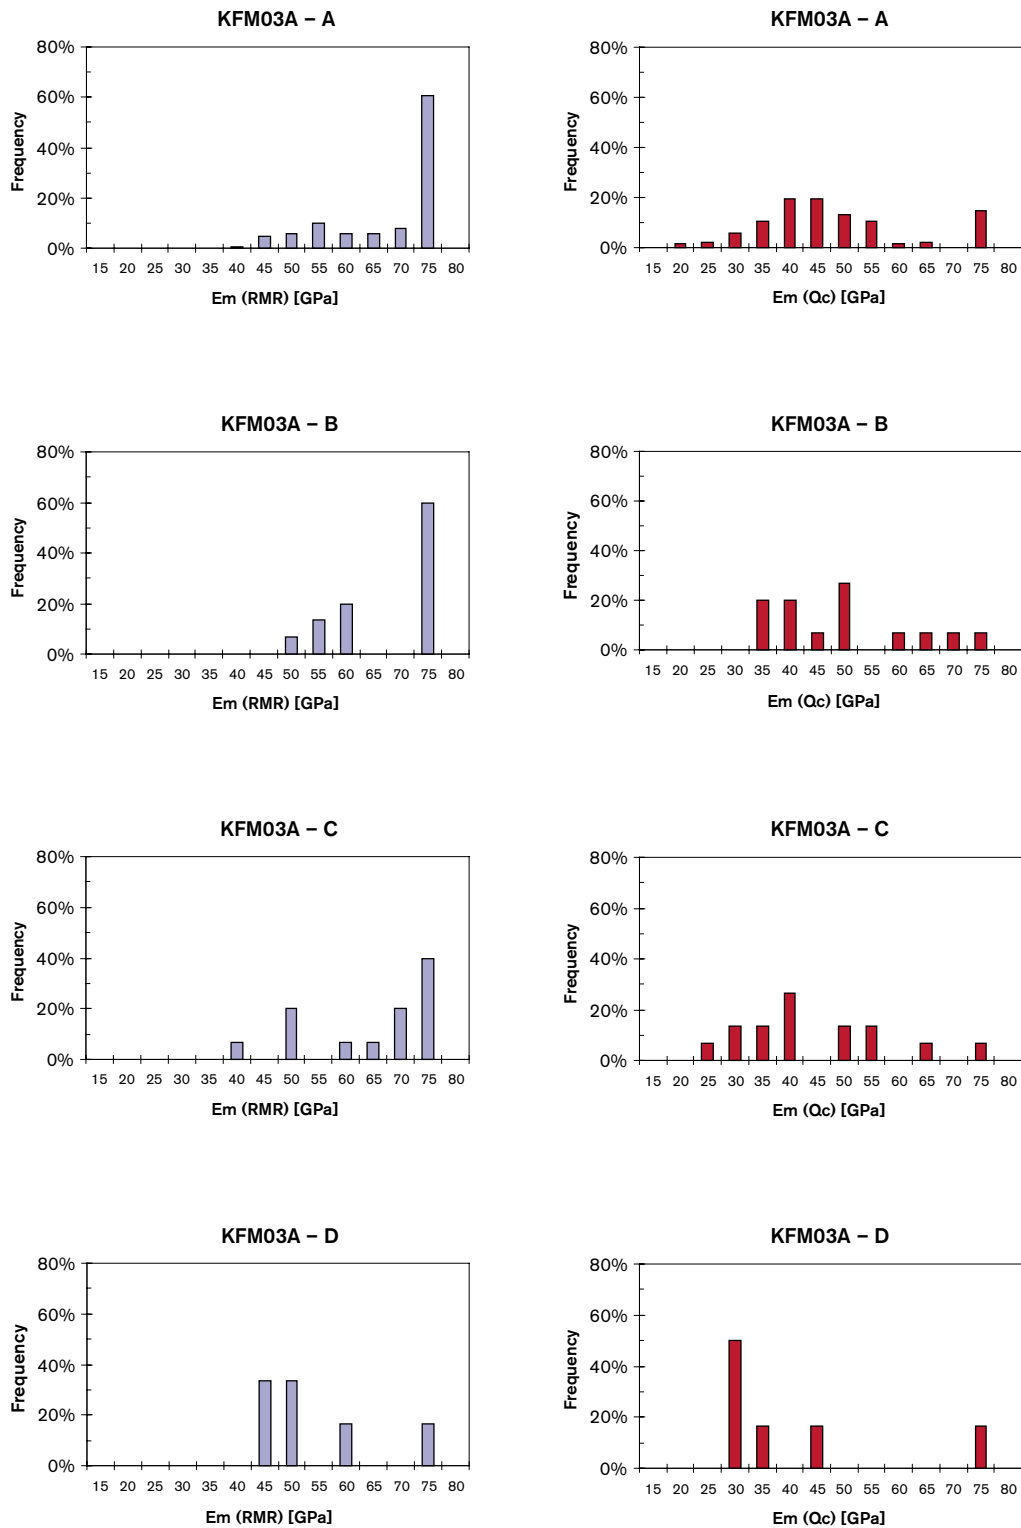 KFM03A – A
80%
60%
40%
20%
0%
Frequency
15 20 25 30 35 40 45 50 55 60 65 70 75 80
Em (RMR) [GPa]
KFM03A – A
80%
60%
40%
20%
0%
Frequency
15 20 25 30 35 40 45 50 55 60 65 70 75 80
Em (Qc) [GPa]
KFM03A – B
80%
60%
40%
20%
0%
Frequency
15 20 25 30 35 40 45 50 55 60 65 70 75 80
Em (RMR) [GPa]
KFM03A – B
80%
60%
40%
20%
0%
Frequency
15 20 25 30 35 40 45 50 55 60 65 70 75 80
Em (Qc) [GPa]
KFM03A – C
80%
60%
40%
20%
0%
Frequency
15 20 25 30 35 40 45 50 55 60 65 70 75 80
Em (RMR) [GPa]
KFM03A – C
80%
60%
40%
20%
0%
Frequency
15 20 25 30 35 40 45 50 55 60 65 70 75 80
Em (Qc) [GPa]
KFM03A – D
80%
60%
40%
20%
0%
Frequency
15 20 25 30 35 40 45 50 55 60 65 70 75 80
Em (RMR) [GPa]
KFM03A – D
80%
60%
40%
20%
0%
Frequency
15 20 25 30 35 40 45 50 55 60 65 70 75 80
Em (Qc) [GPa]